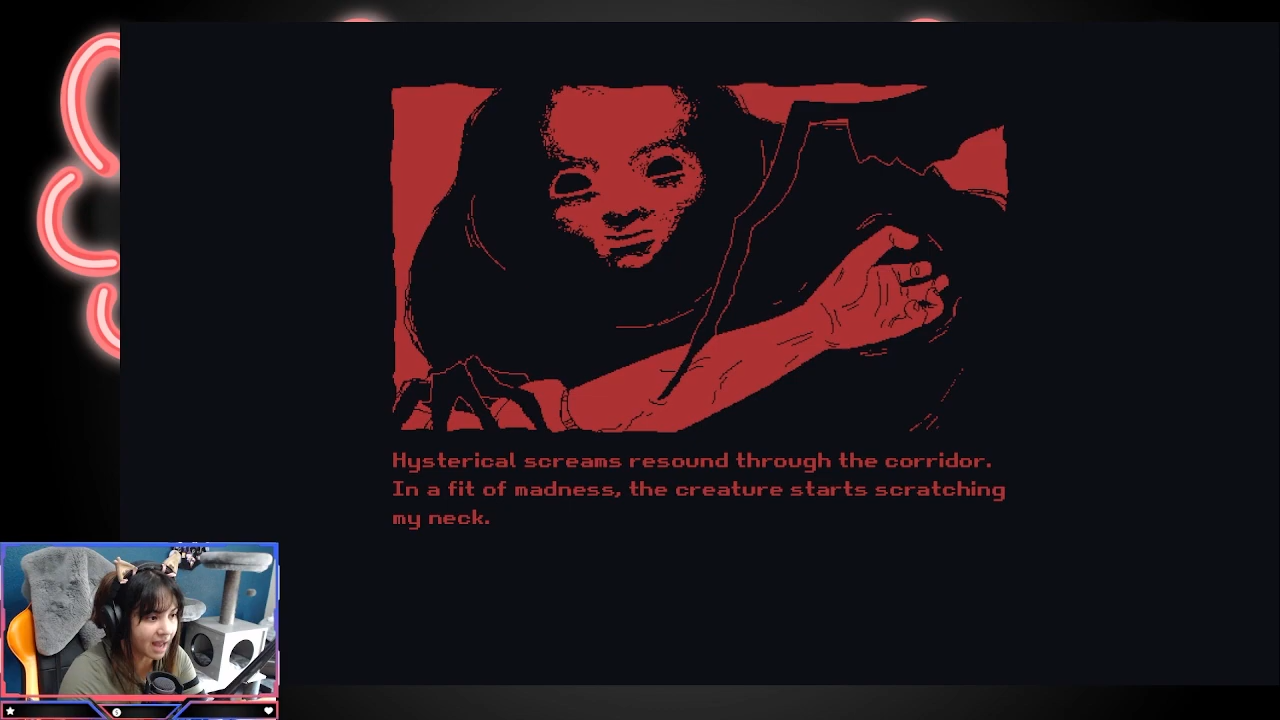 Hysterical screams resound through the corridor.
In a fit of madness, the creature starts scratching
my neck.